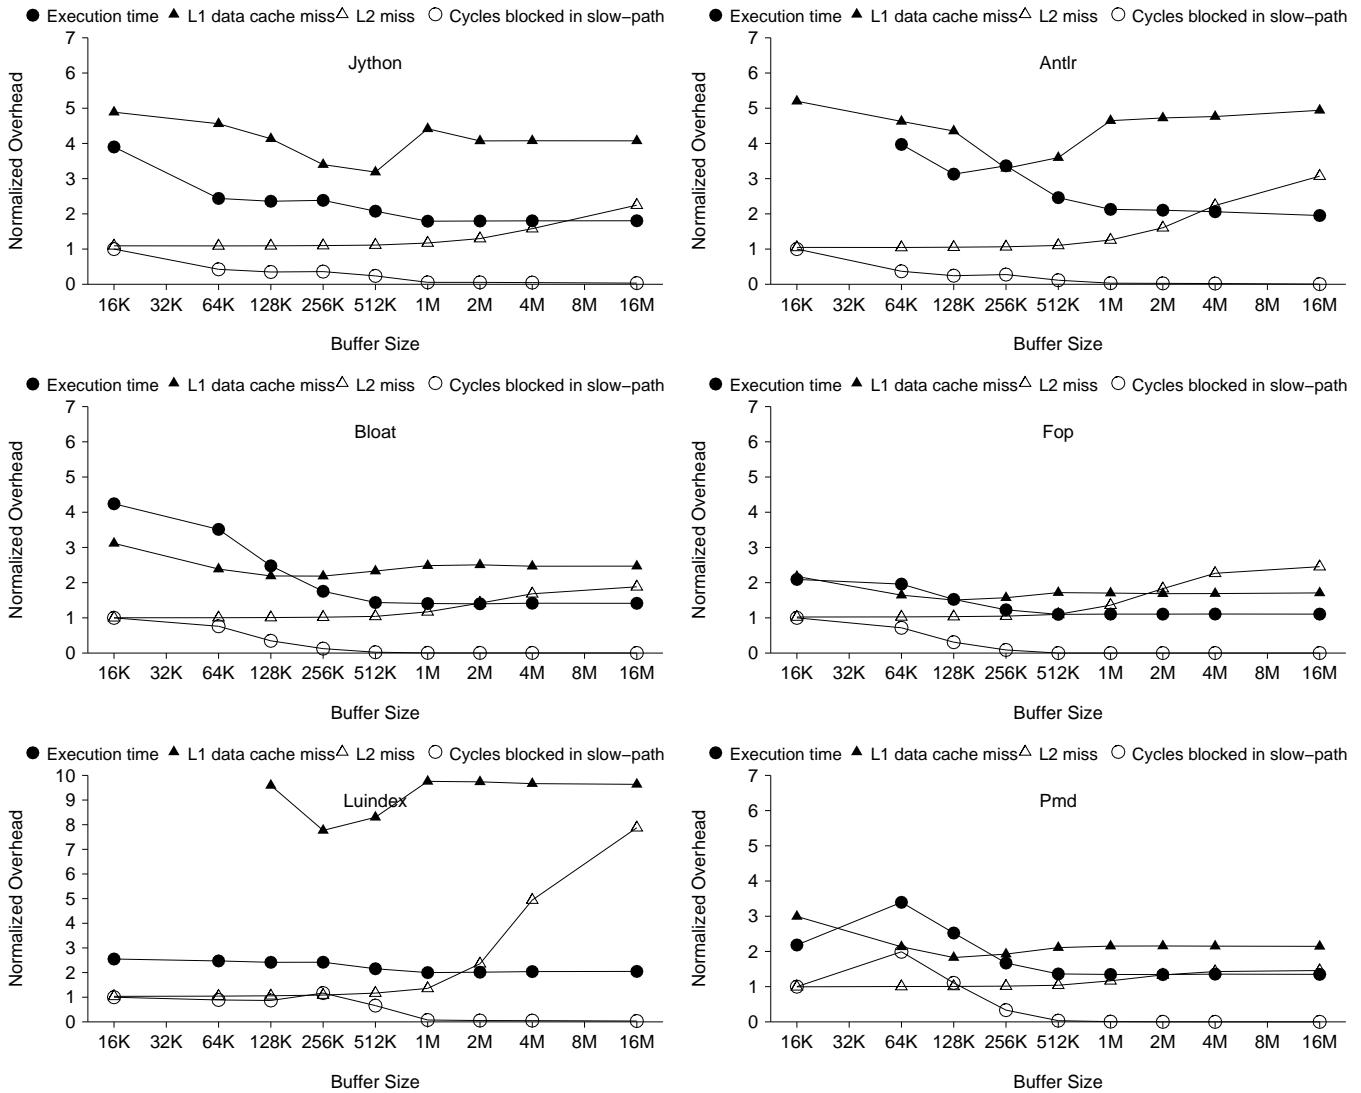 Execution time L1 data cache miss L2 miss Cycles blocked in slow−path
Jython
Normalized Overhead
7
6
5
4
3
2
1
0
16K 32K 64K 128K 256K 512K 1M 2M 4M 8M 16M
Buffer Size
Execution time L1 data cache miss L2 miss Cycles blocked in slow−path
Antlr
Normalized Overhead
7
6
5
4
3
2
1
0
16K 32K 64K 128K 256K 512K 1M 2M 4M 8M 16M
Buffer Size
Execution time L1 data cache miss L2 miss Cycles blocked in slow−path
Bloat
Normalized Overhead
7
6
5
4
3
2
1
0
16K 32K 64K 128K 256K 512K 1M 2M 4M 8M 16M
Buffer Size
Execution time L1 data cache miss L2 miss Cycles blocked in slow−path
Fop
Normalized Overhead
7
6
5
4
3
2
1
0
16K 32K 64K 128K 256K 512K 1M 2M 4M 8M 16M
Buffer Size
Execution time L1 data cache miss L2 miss Cycles blocked in slow−path
Luindex
Normalized Overhead
10
9
8
7
6
5
4
3
2
1
0
16K 32K 64K 128K 256K 512K 1M 2M 4M 8M 16M
Buffer Size
Execution time L1 data cache miss L2 miss Cycles blocked in slow−path
Pmd
Normalized Overhead
7
6
5
4
3
2
1
0
16K 32K 64K 128K 256K 512K 1M 2M 4M 8M 16M
Buffer Size